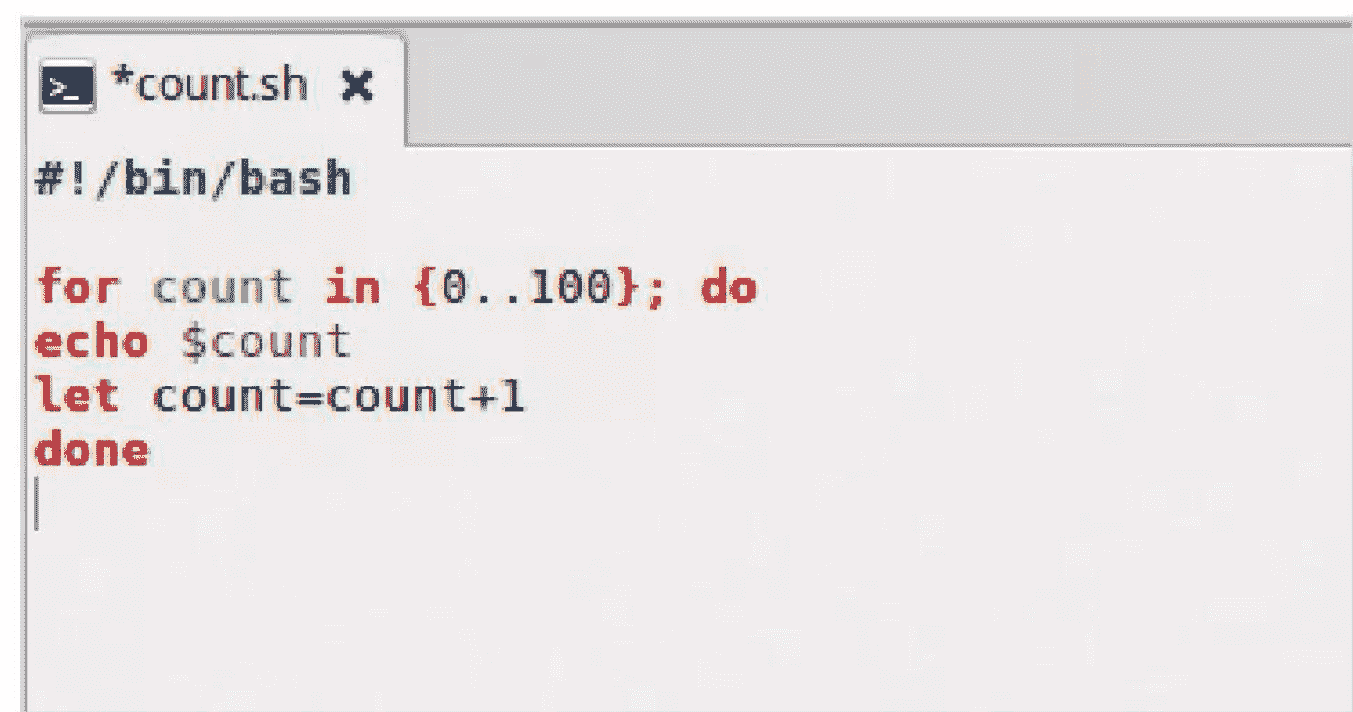 *count.sh
#!/bin/bash
for count in {0..100}; do
echo $count
let count=count+1
done